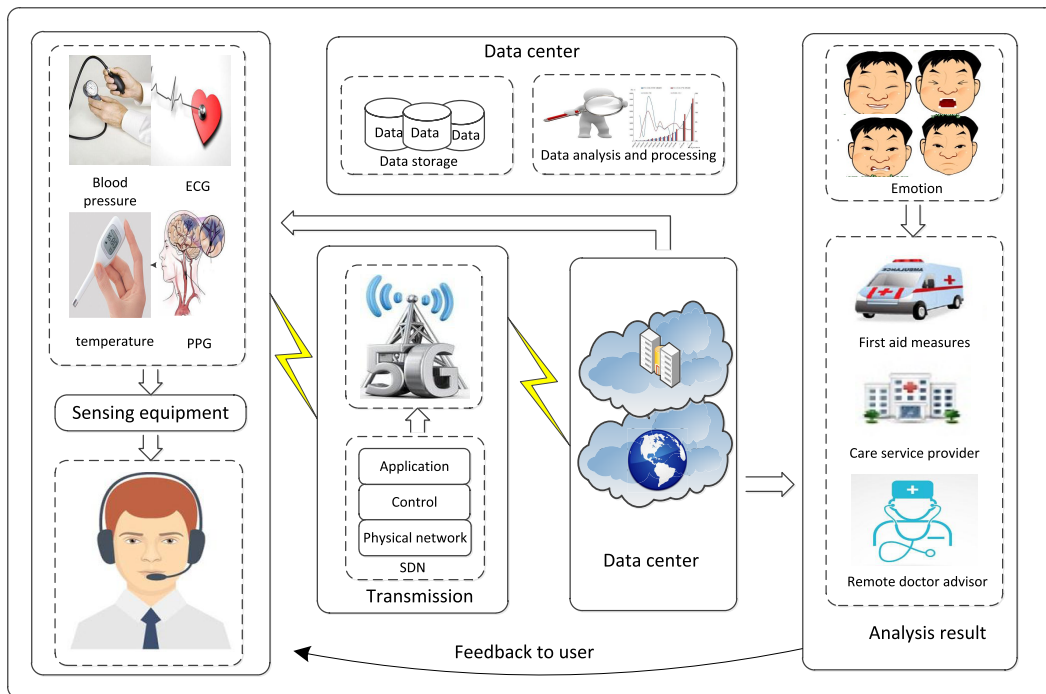 Blood
pressure
ECG
temperature
PPG
Sensing equipment
Data center
Data
Data
Data
Data storage
Data analysis and processing
5G
Application
Control
Physical network
SDN
Transmission
Data center
Emotion
AMBULANCE
First aid measures
Care service provider
Remote doctor advisor
Analysis result
Feedback to user